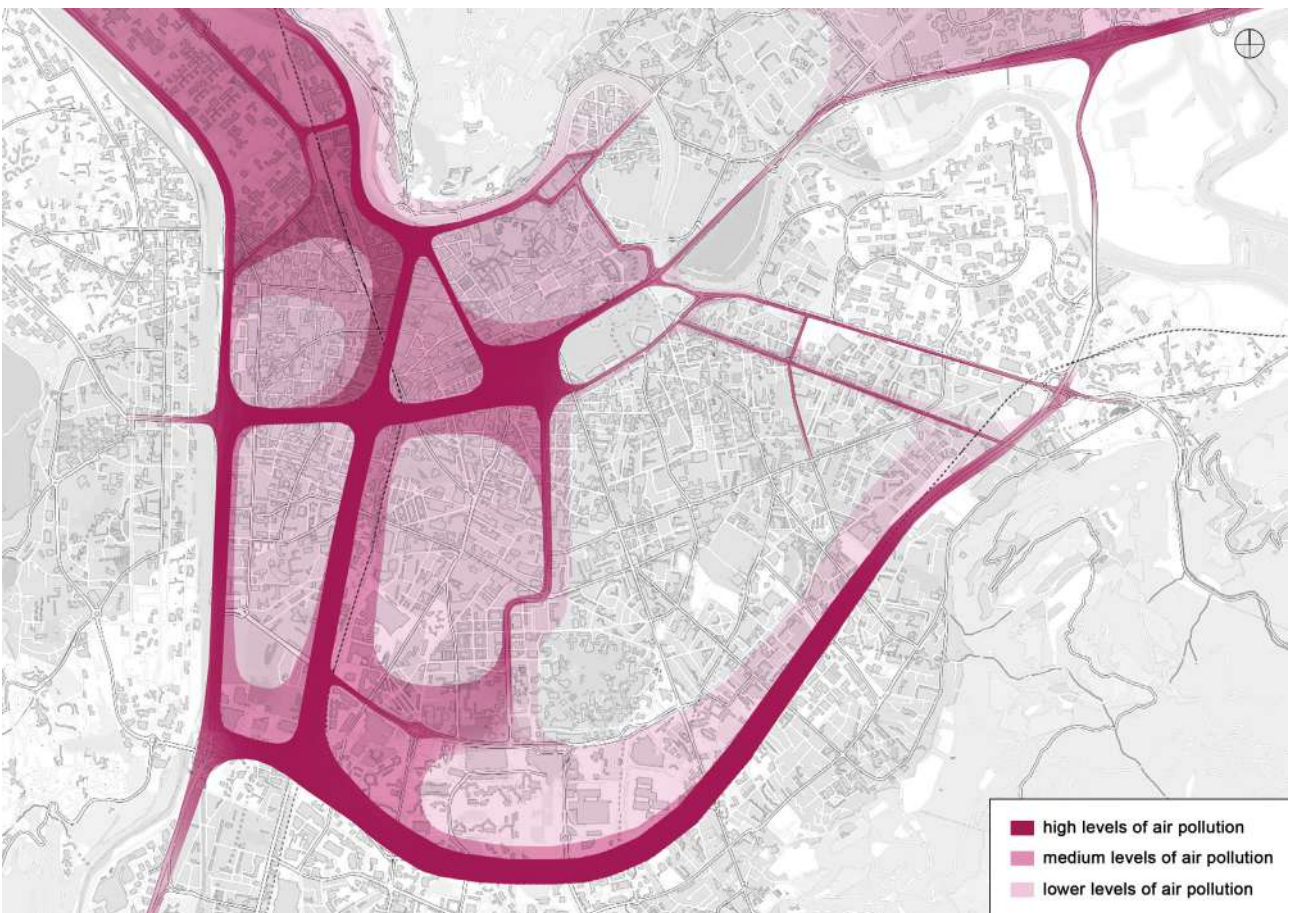 high levels of air pollution
medium levels of air pollution
lower levels of air pollution